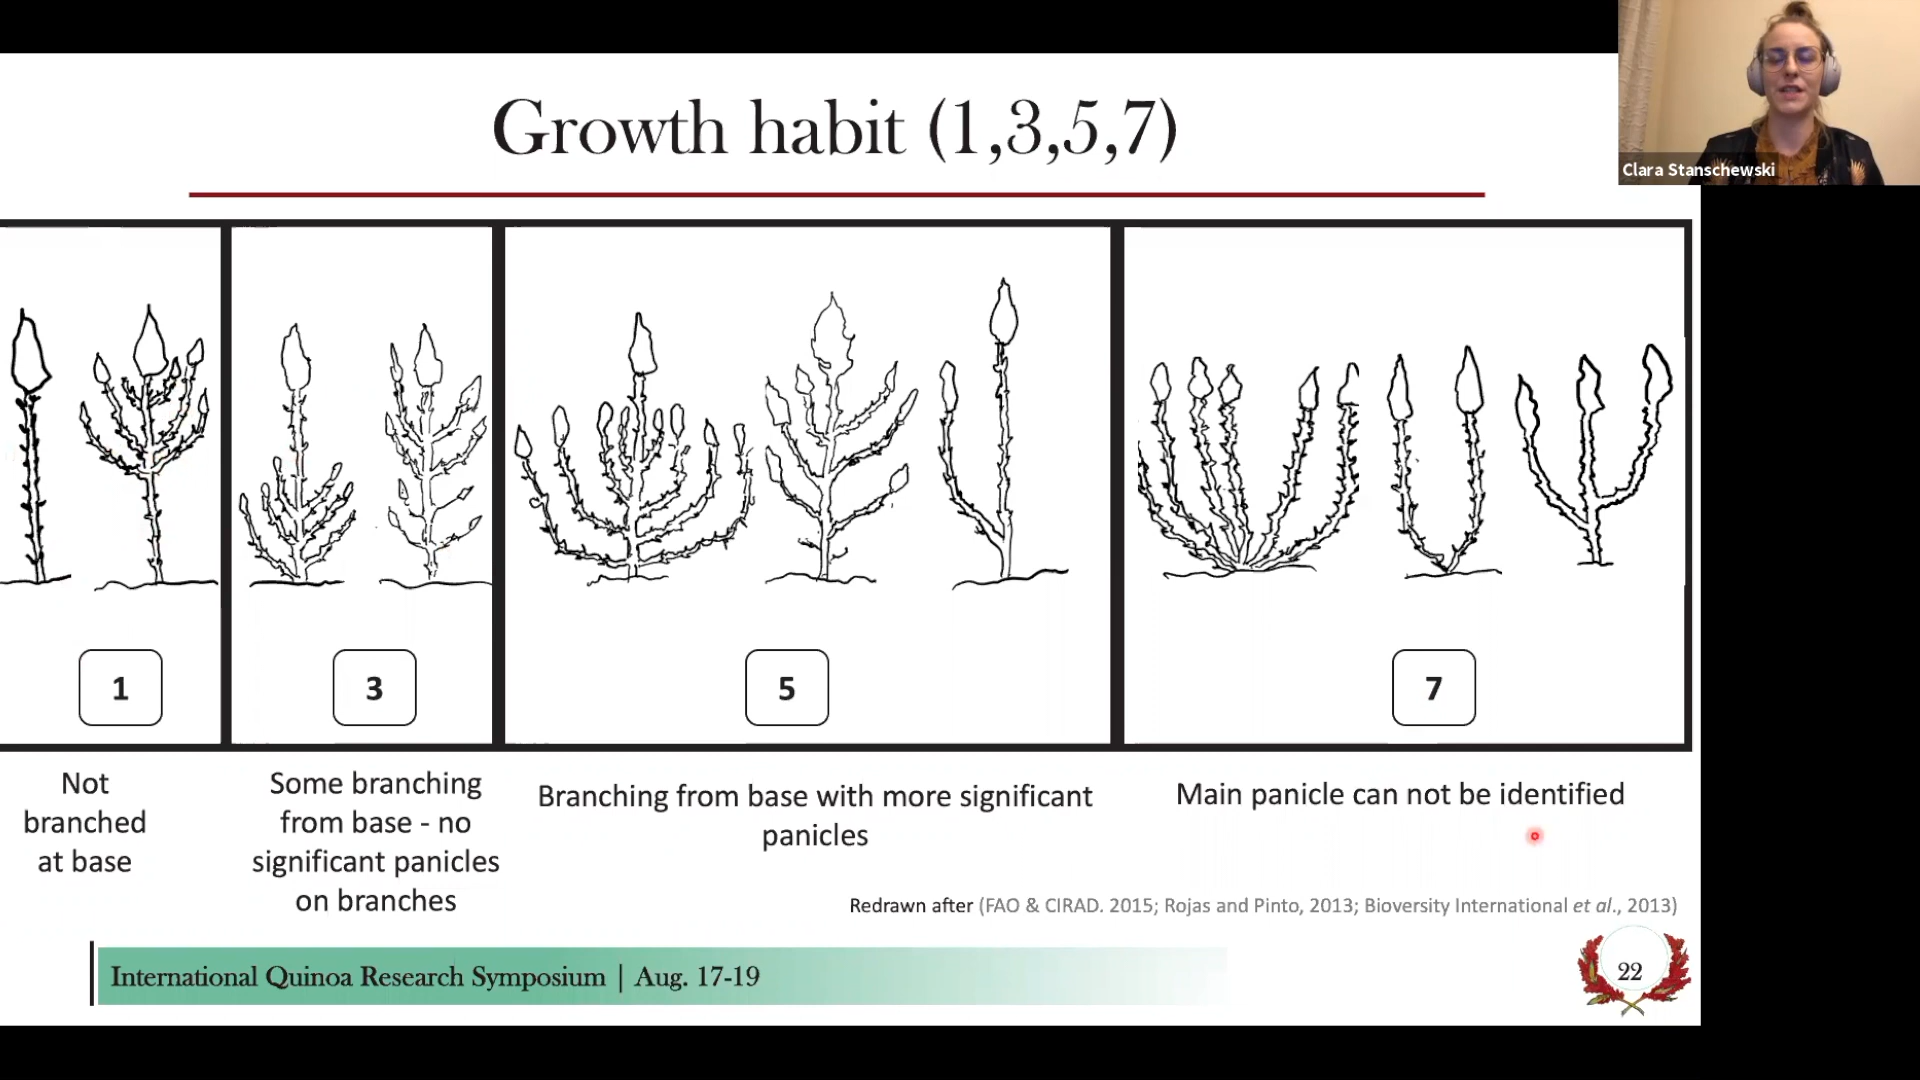 Growth habit (1,3,5,7)
Clara Stanschewski
1
3
5
7
Not
branched
at base
Some branching
from base - no
significant panicles
on branches
Branching from base with more significant
panicles
Main panicle can not be identified
Redrawn after (FAO & CIRAD. 2015; Rojas and Pinto, 2013; Bioversity International et al., 2013)
International Quinoa Research Symposium | Aug. 17-19
22